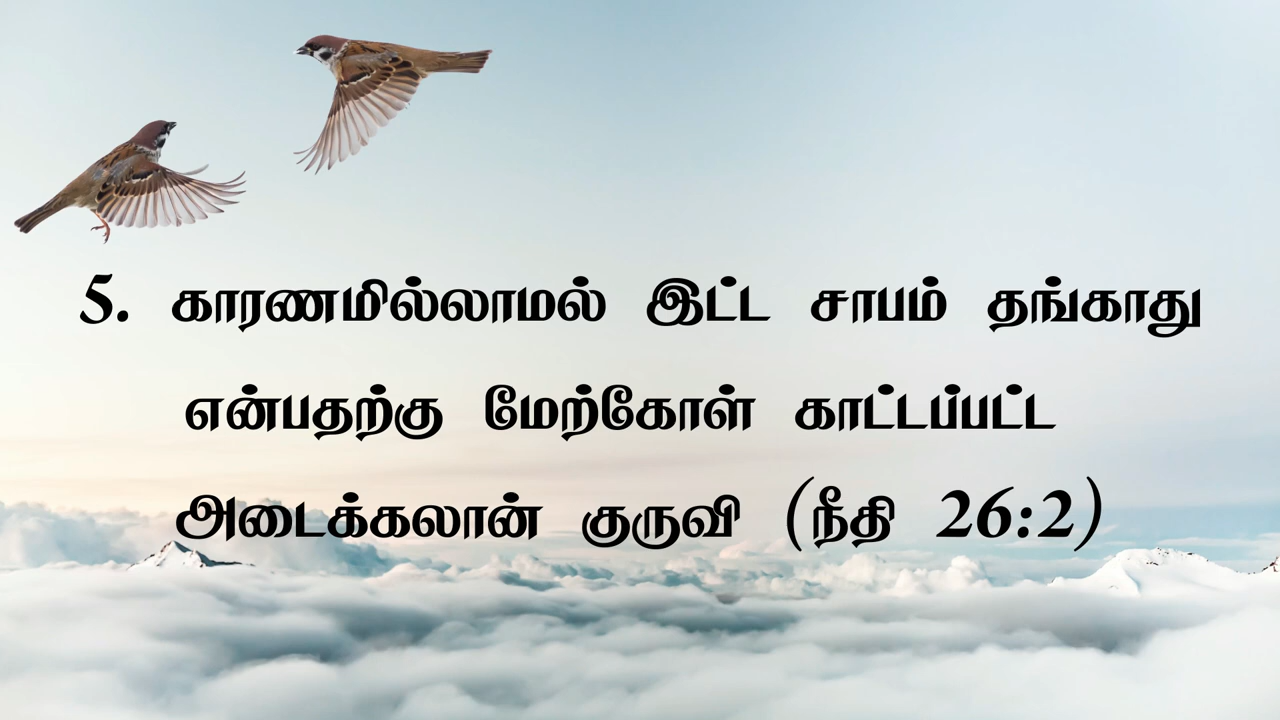 5. காரணமில்லாமல் இட்ட சாபம் தங்காது
என்பதற்கு மேற்கோள் காட்டப்பட்ட
அடைக்கலான் குருவி (நீதி 26:2)